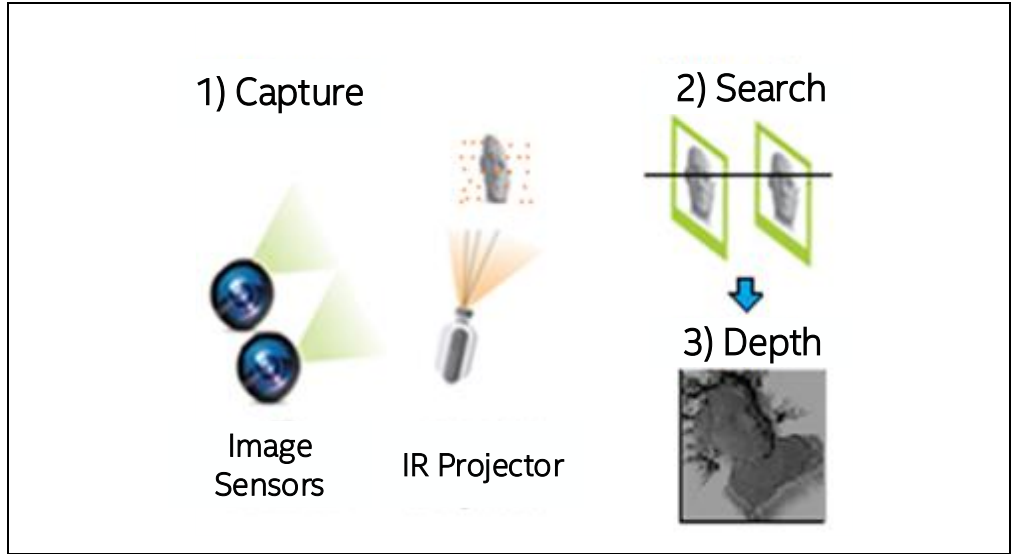 1) Capture
Image
Sensors
IR Projector
2) Search
3) Depth